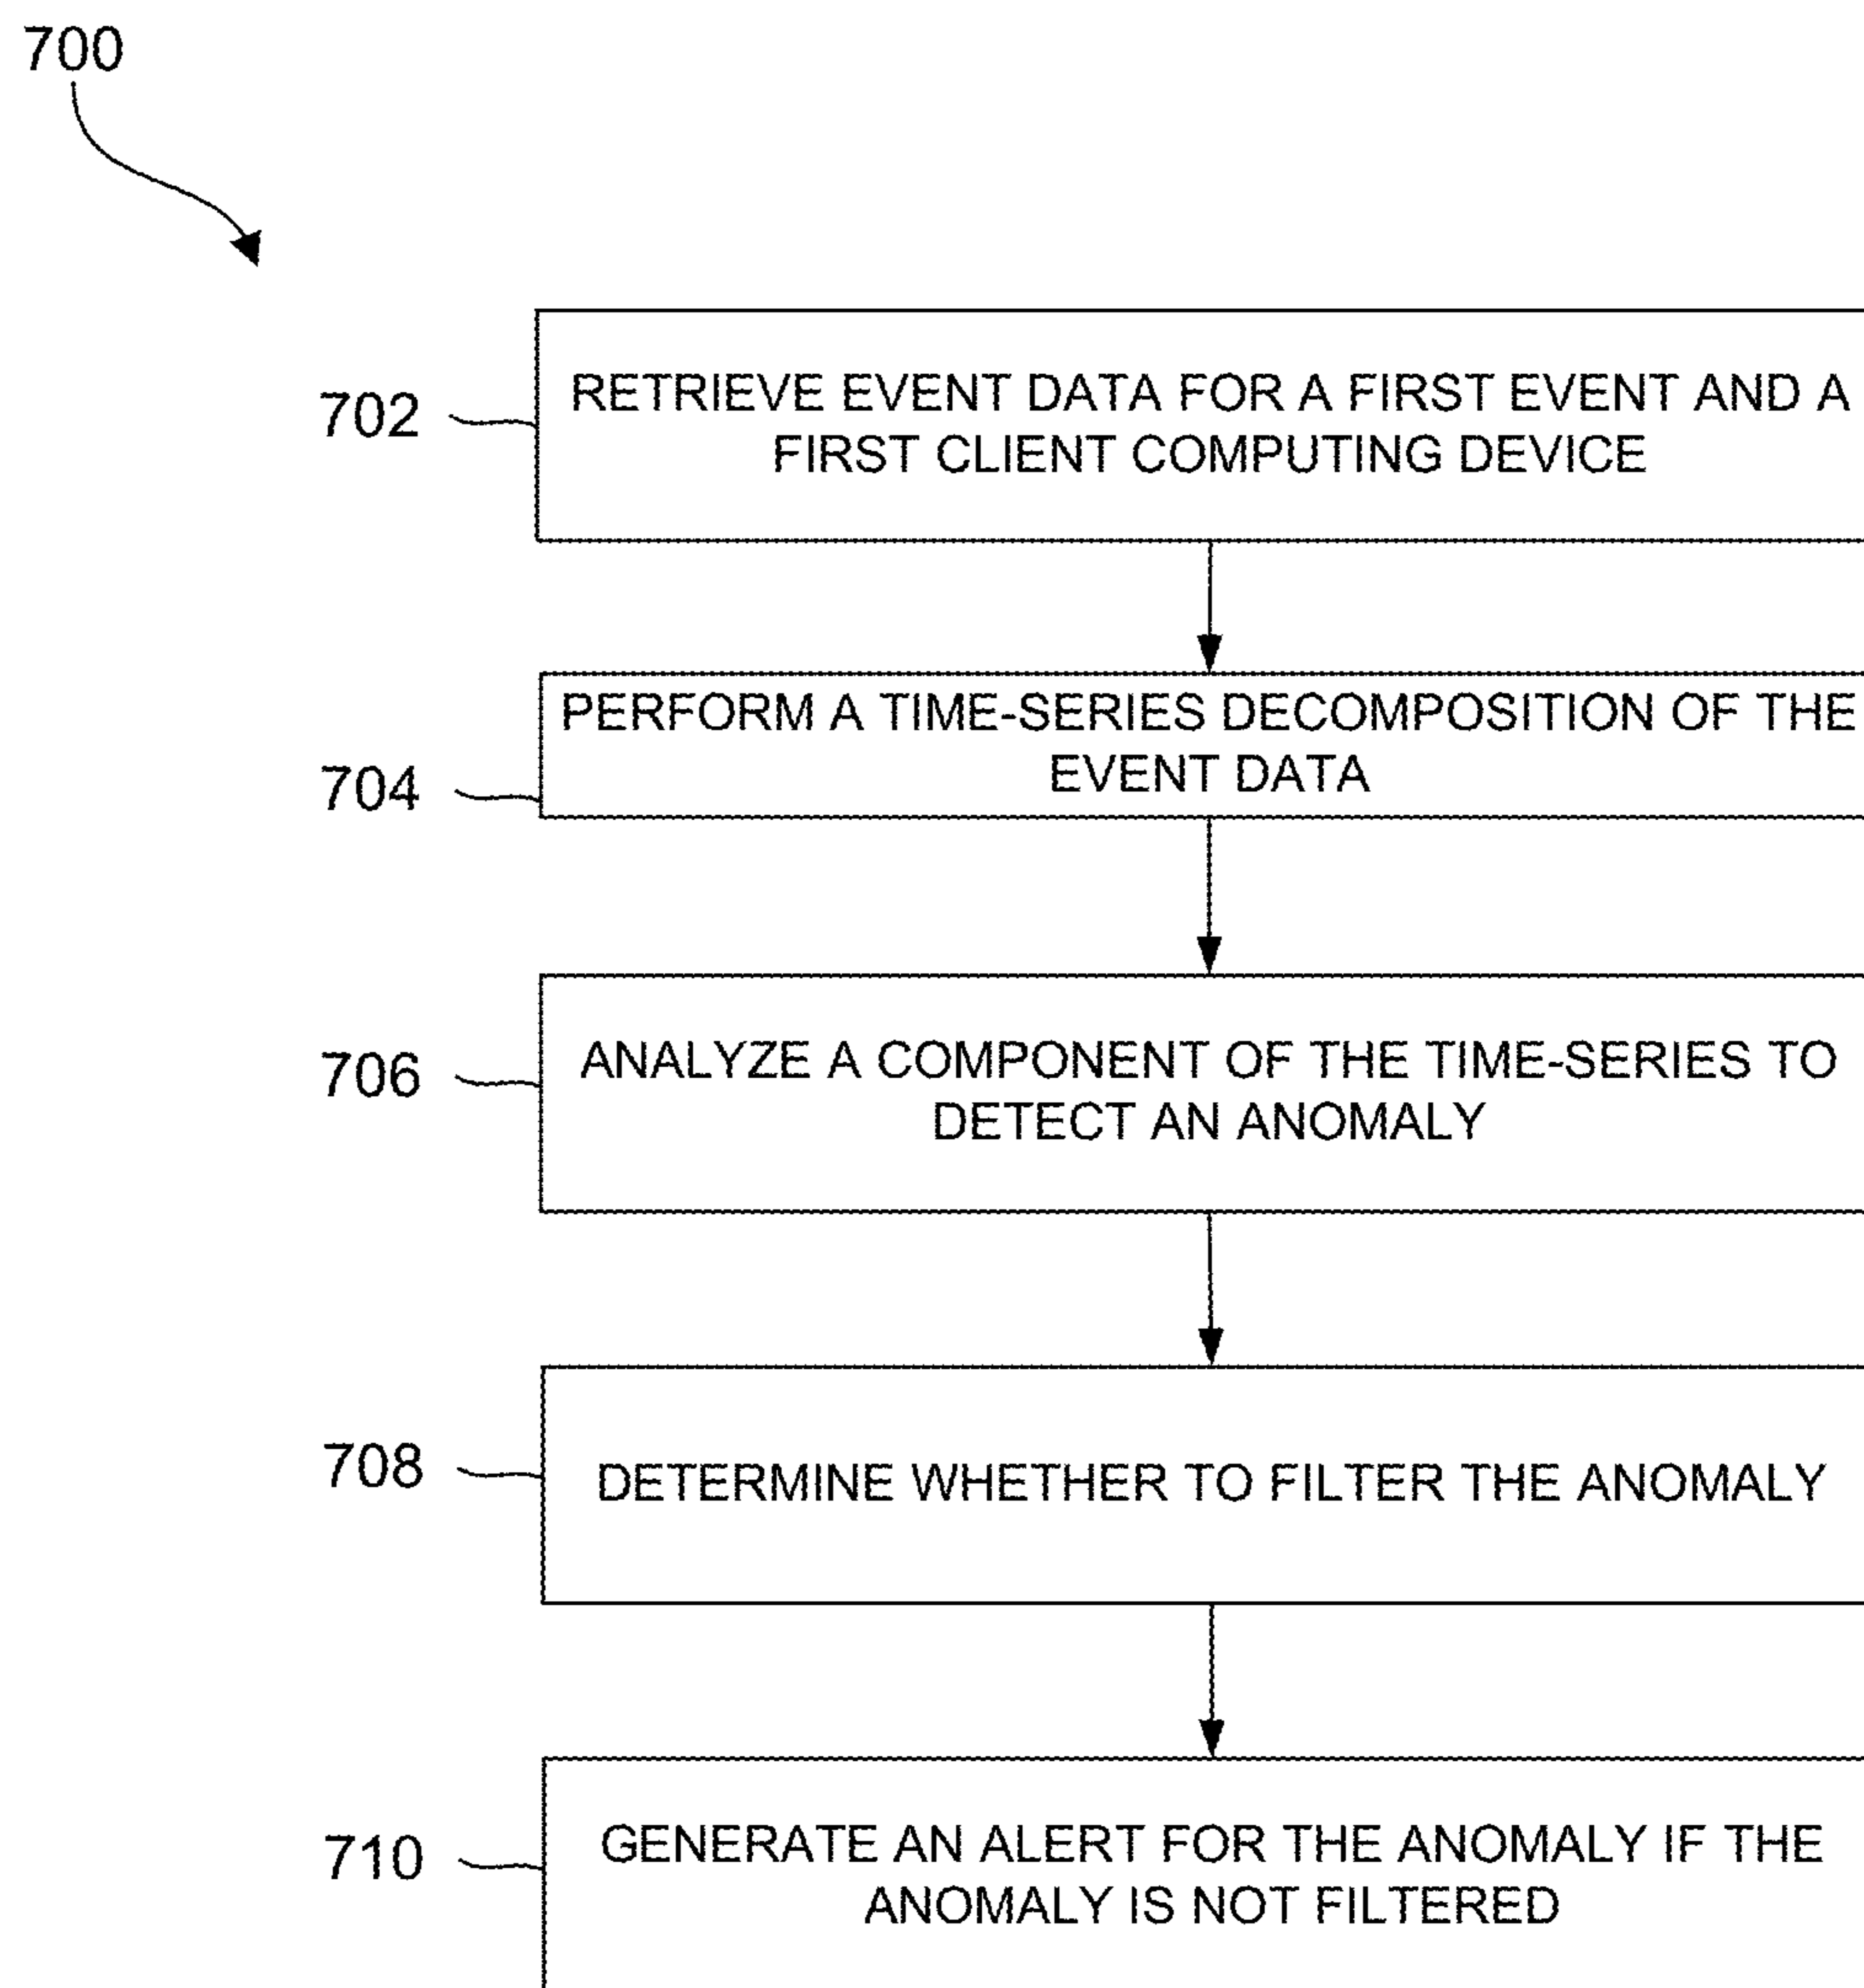 700
702
RETRIEVE EVENT DATA FOR A FIRST EVENT AND A
FIRST CLIENT COMPUTING DEVICE
704
PERFORM A TIME-SERIES DECOMPOSITION OF THE
EVENT DATA
706
ANALYZE A COMPONENT OF THE TIME-SERIES TO
DETECT AN ANOMALY
708
DETERMINE WHETHER TO FILTER THE ANOMALY
710
GENERATE AN ALERT FOR THE ANOMALY IF THE
ANOMALY IS NOT FILTERED